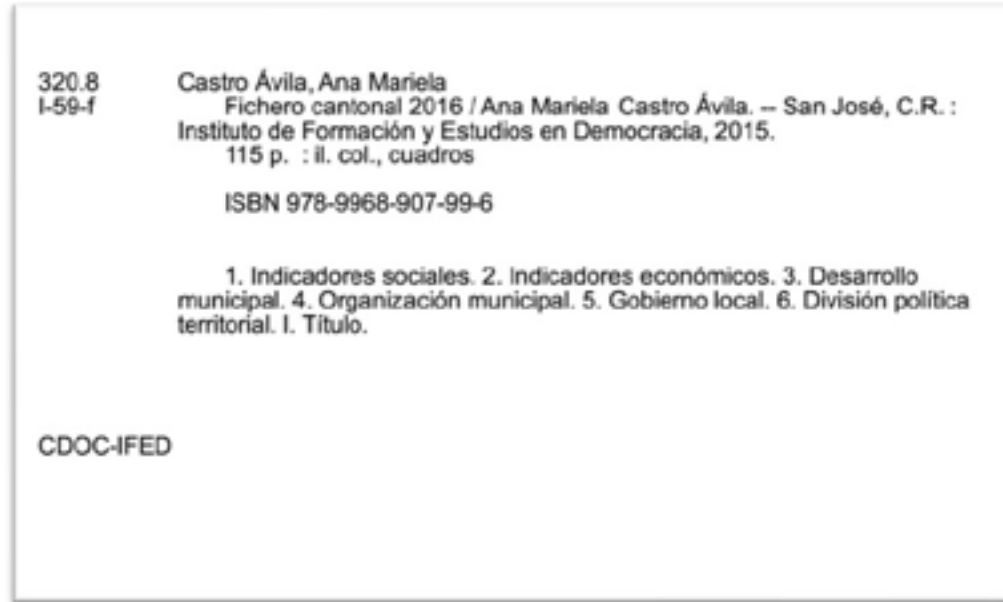 320.8 Castro Ávila, Ana Mariela
I-59-f Fichero cantonal 2016 / Ana Mariela Castro Ávila. -- San José, C.R. :
Instituto de Formación y Estudios en Democracia, 2015.
115 p. : il. col., cuadros
ISBN 978-9968-907-99-6
1. Indicadores sociales. 2. Indicadores económicos. 3. Desarrollo
municipal. 4. Organización municipal. 5. Gobierno local. 6. División política
territorial. I. Título.
CDOC-IFED